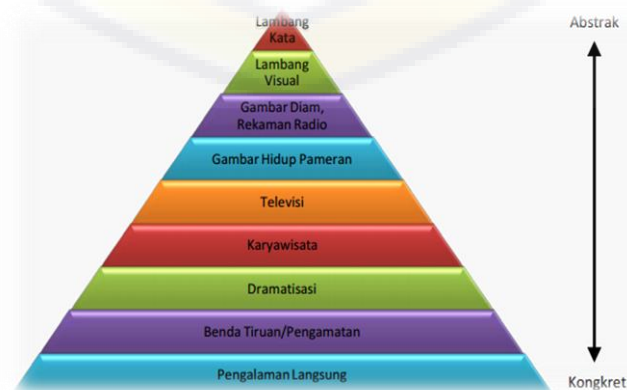 Lambang
Kata
Abstrak
Lambang
Visual
Gambar Diam,
Rekaman Radio
Gambar Hidup Pameran
Televisi
Karyawisata
Dramatisasi
Benda Tiruan/Pengamatan
Pengalaman Langsung
Kongkret